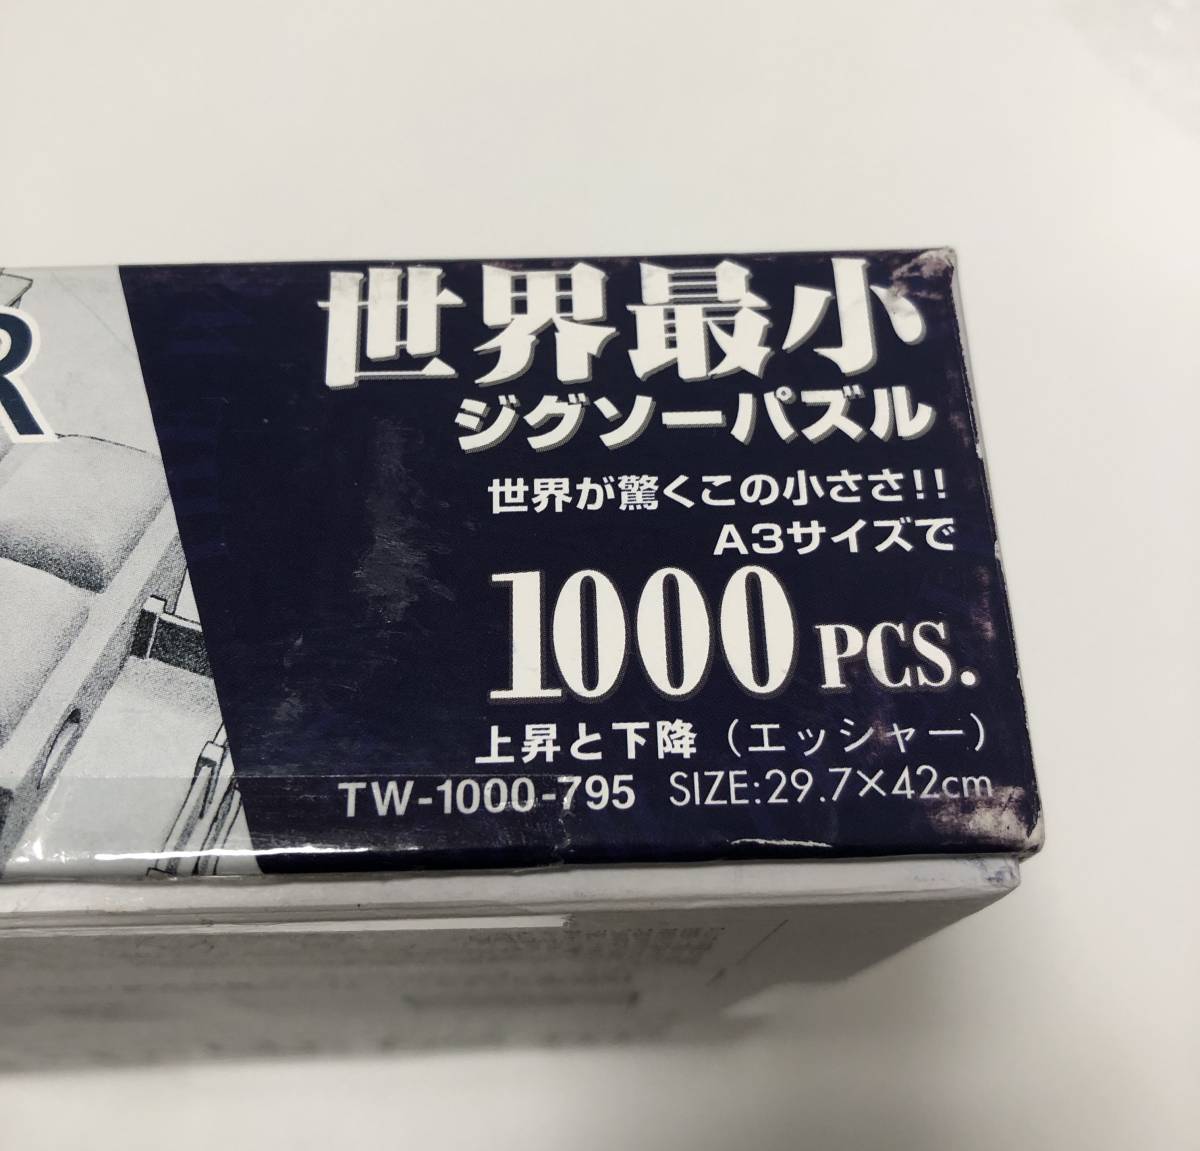 R
世界最小
ジグソーパズル
世界が驚くこの小ささ!!
A3サイズで
1000 PCS.
上昇と下降（エッシャー）
TW-1000-795 SIZE:29.7×42cm